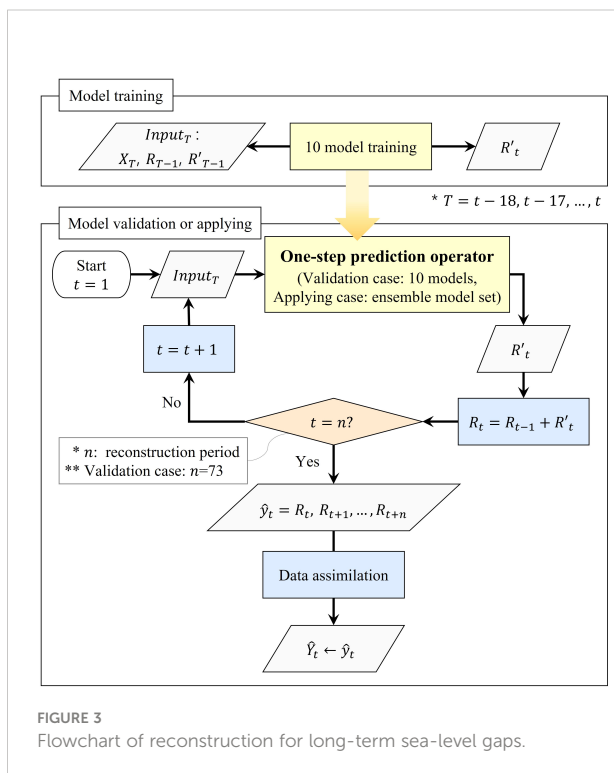 Model training
Input_T :
X_T, R_{T−1}, R'_{T−1}
10 model training
R'_t
* T = t − 18, t − 17, … , t
Model validation or applying
Start
t = 1
Input_T
One-step prediction operator
(Validation case: 10 models,
Applying case: ensemble model set)
R'_t
t = t + 1
No
t = n?
R_t = R_{t−1} + R'_t
* n: reconstruction period
** Validation case: n=73
Yes
ŷ_t = R_t, R_{t+1}, … , R_{t+n}
Data assimilation
Ŷ_t ← ŷ_t
FIGURE 3
Flowchart of reconstruction for long-term sea-level gaps.